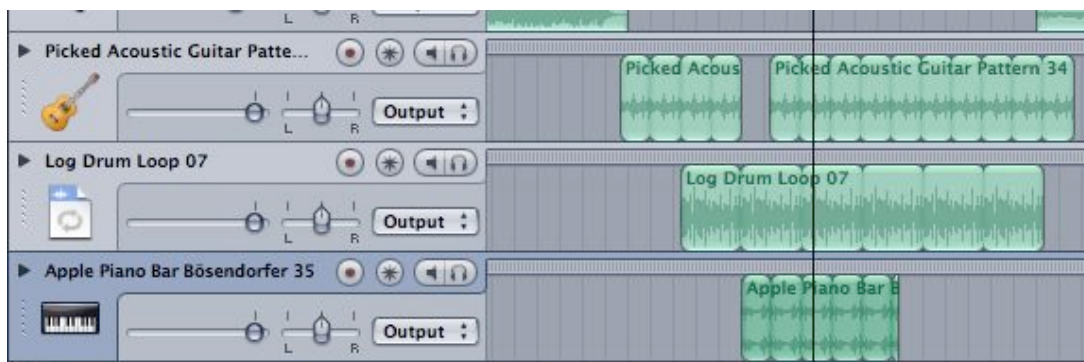 L R
Picked Acoustic Guitar Patte...
Picked Acous
Picked Acoustic Guitar Pattern 34
L R
Output
Log Drum Loop 07
Log Drum Loop 07
L R
Output
Apple Piano Bar Bösendorfer 35
Apple Piano Bar B
L R
Output